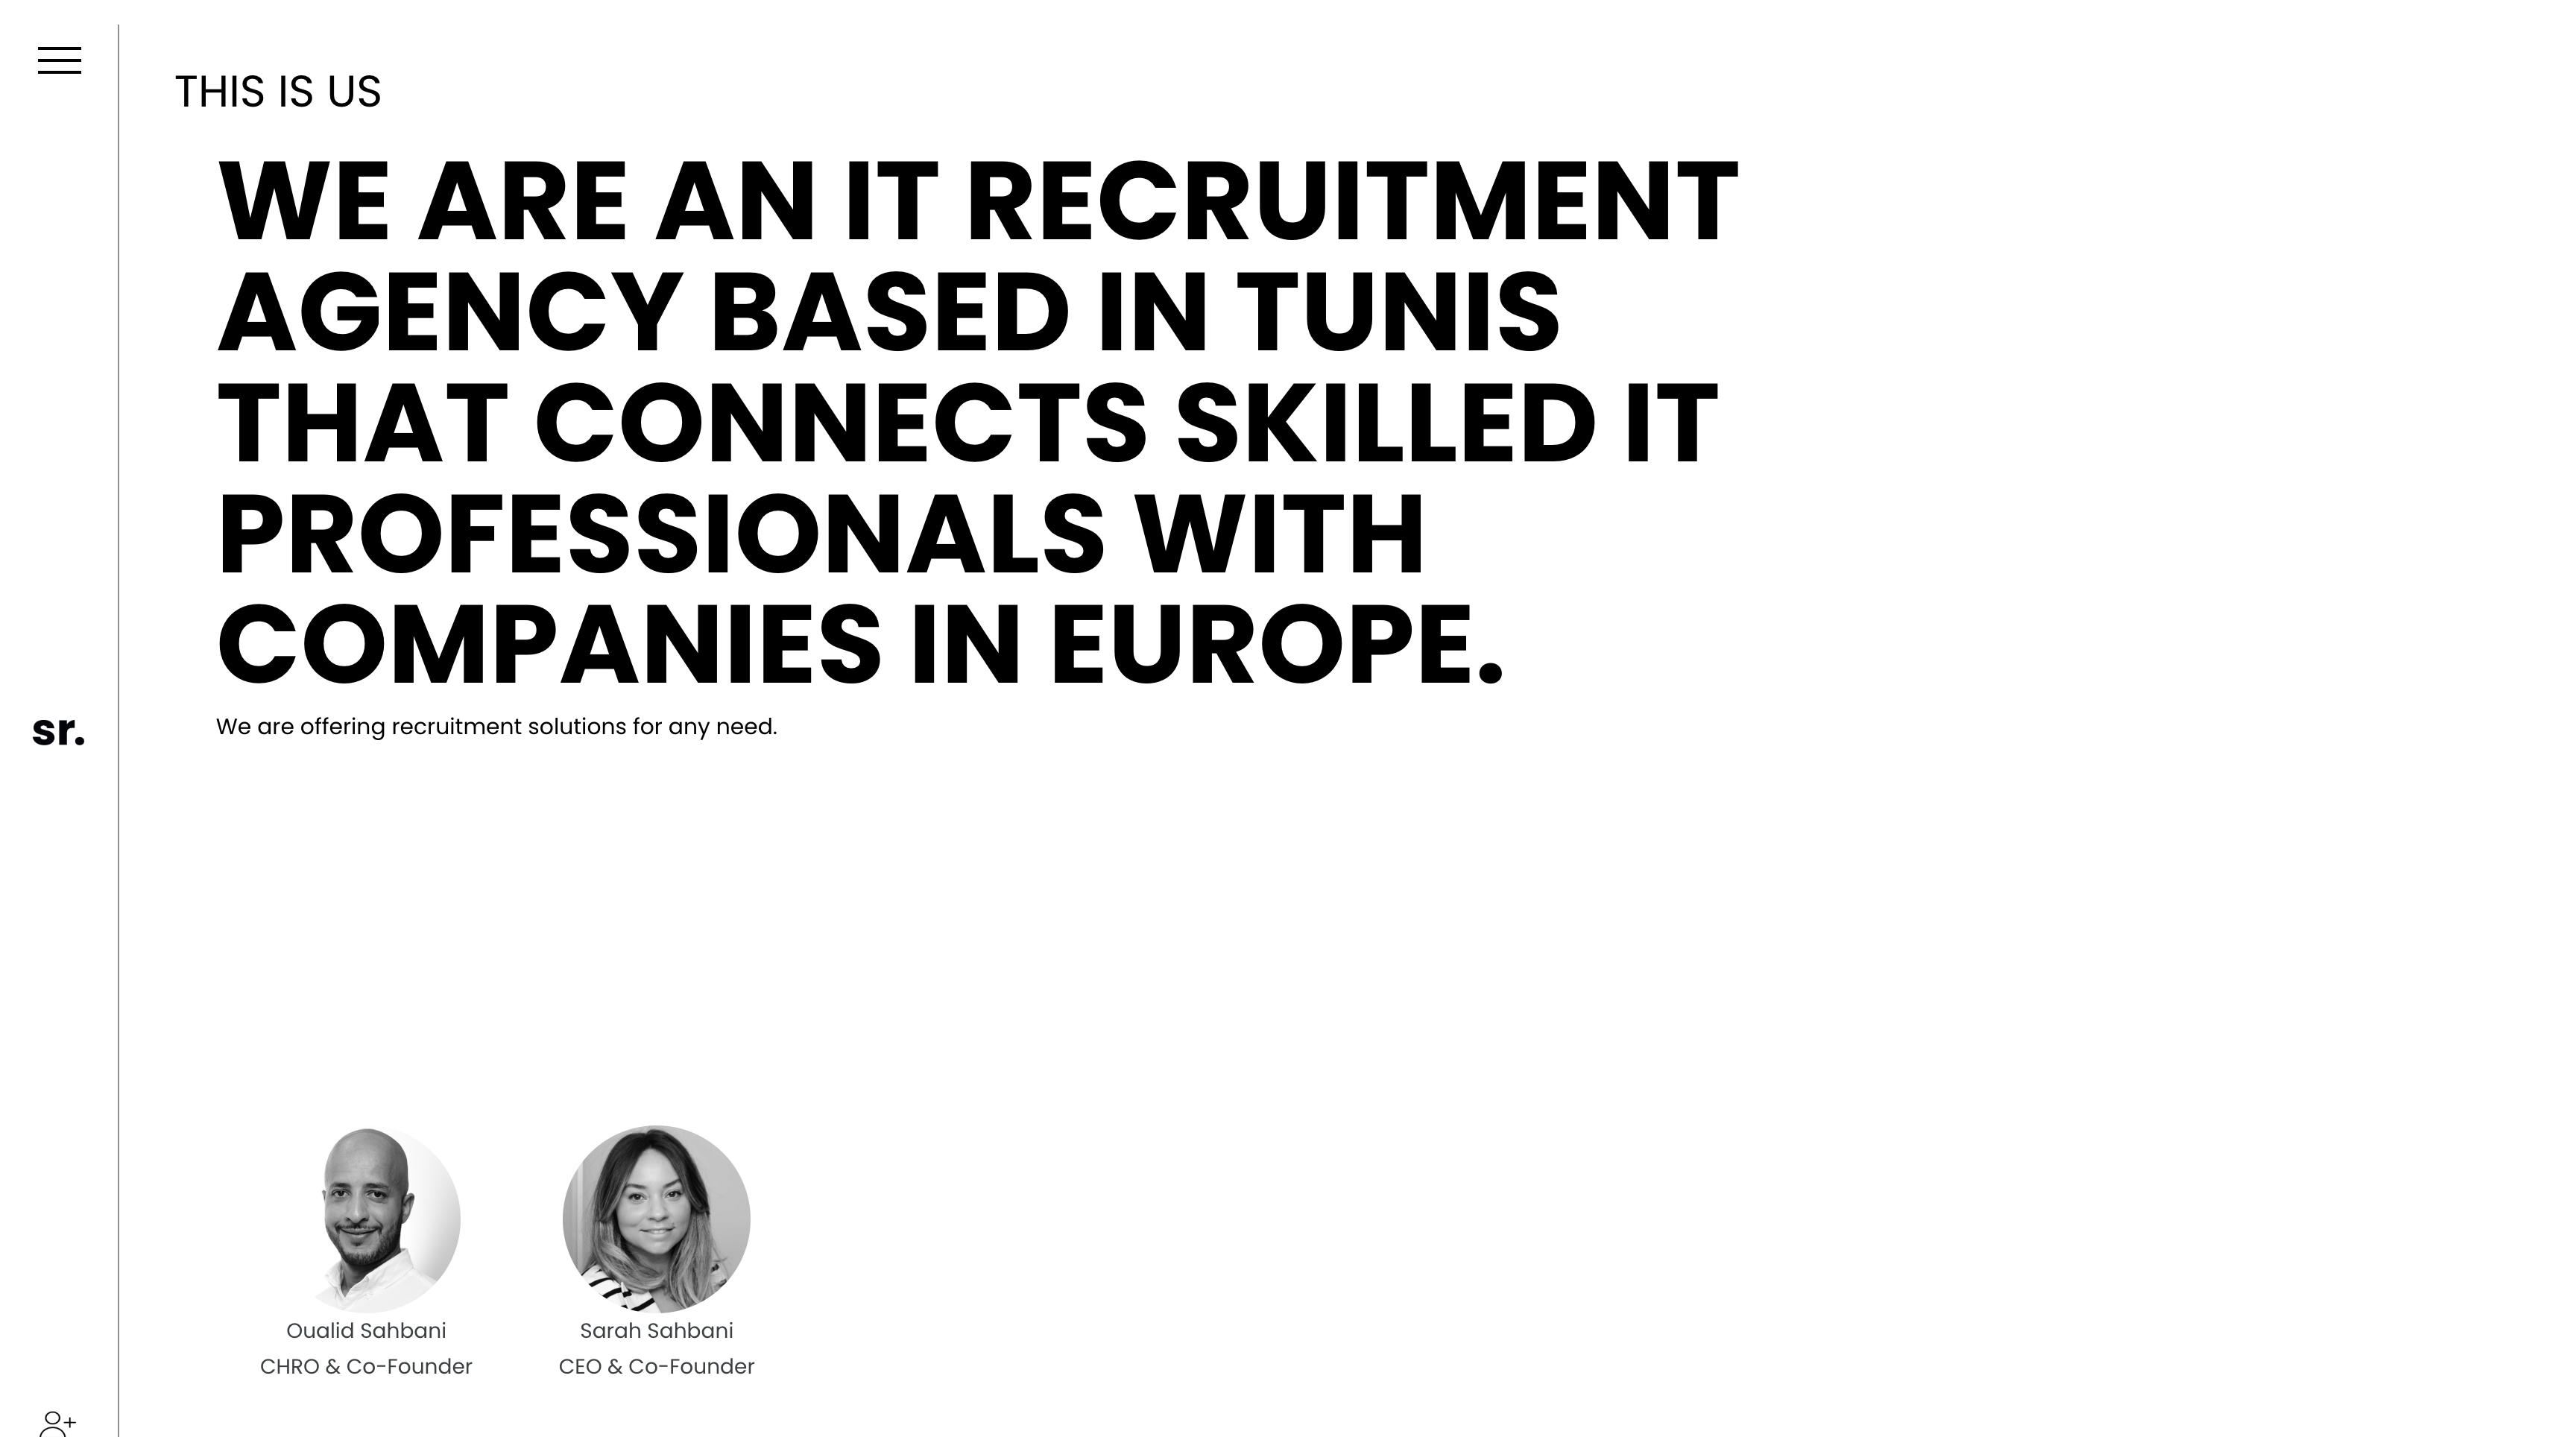 THIS IS US
WE ARE AN IT RECRUITMENT
AGENCY BASED IN TUNIS
THAT CONNECTS SKILLED IT
PROFESSIONALS WITH
COMPANIES IN EUROPE.
sr.
We are offering recruitment solutions for any need.
Oualid Sahbani
CHRO & Co-Founder
Sarah Sahbani
CEO & Co-Founder